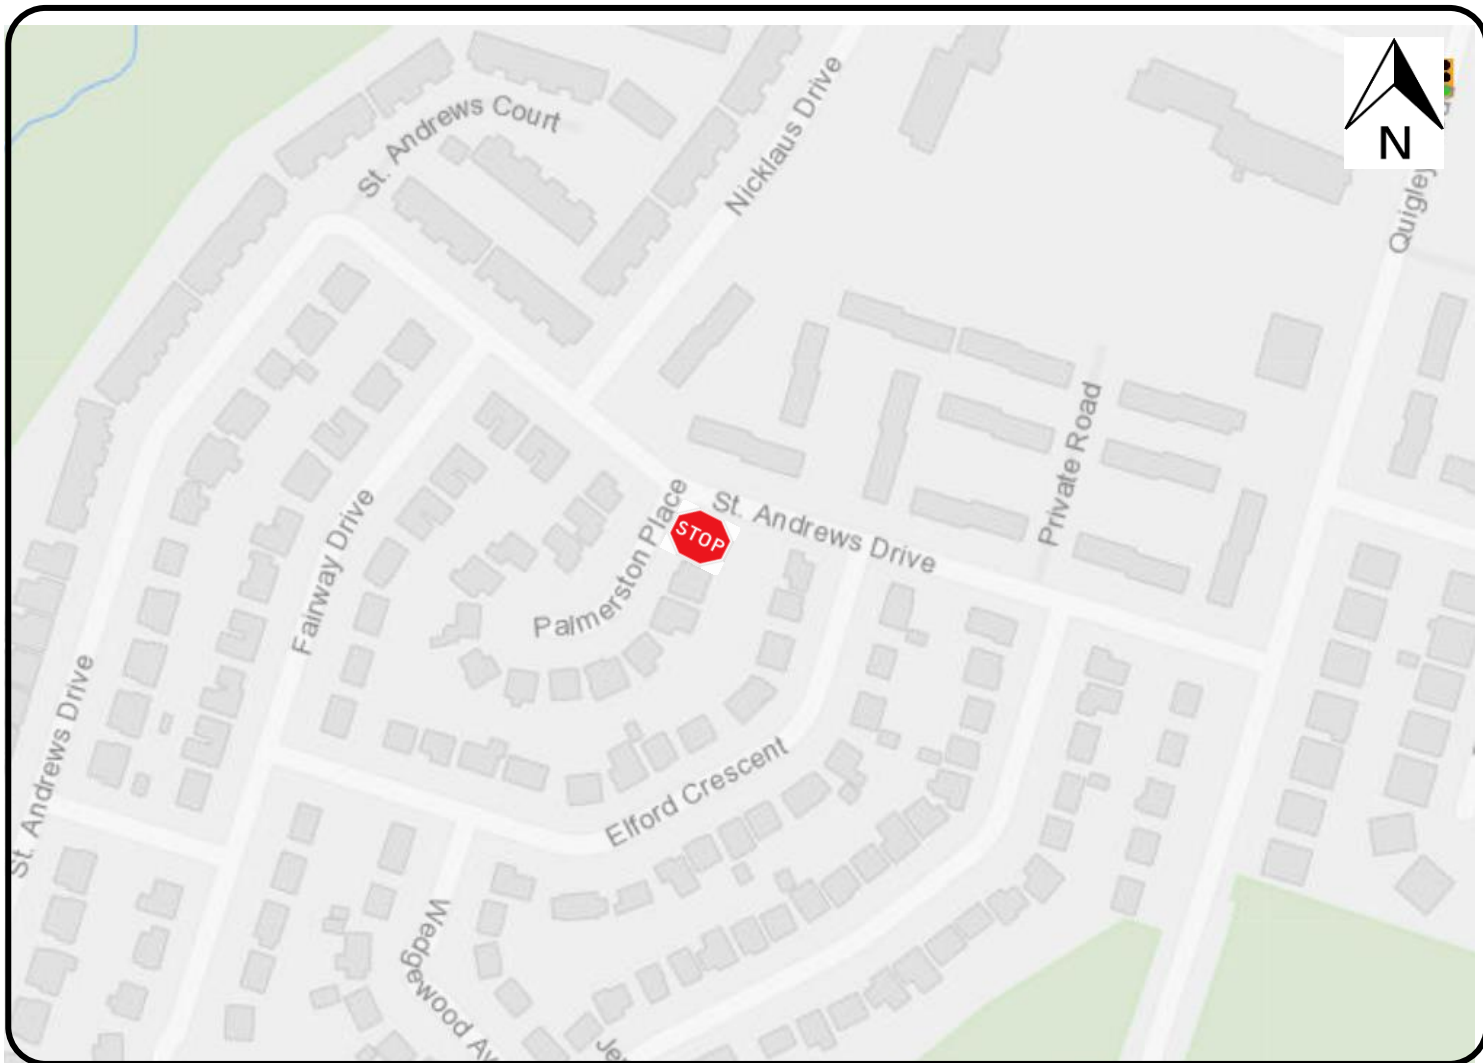 St. Andrews Court
Nicklaus Drive
N
Quigley
Private Road
St. Andrews Drive
STOP
Palmerston Place
Fairway Drive
St. Andrews Drive
Elford Crescent
Wedgewood Av
Je